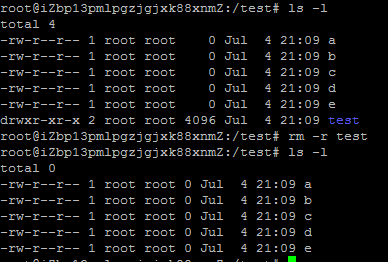 root@iZbp13pmlpgzjgjxk88xnmZ:/test# ls -l
total 4
-rw-r--r-- 1 root root    0 Jul  4 21:09 a
-rw-r--r-- 1 root root    0 Jul  4 21:09 b
-rw-r--r-- 1 root root    0 Jul  4 21:09 c
-rw-r--r-- 1 root root    0 Jul  4 21:09 d
-rw-r--r-- 1 root root    0 Jul  4 21:09 e
drwxr-xr-x 2 root root 4096 Jul  4 21:09 test
root@iZbp13pmlpgzjgjxk88xnmZ:/test# rm -r test
root@iZbp13pmlpgzjgjxk88xnmZ:/test# ls -l
total 0
-rw-r--r-- 1 root root 0 Jul  4 21:09 a
-rw-r--r-- 1 root root 0 Jul  4 21:09 b
-rw-r--r-- 1 root root 0 Jul  4 21:09 c
-rw-r--r-- 1 root root 0 Jul  4 21:09 d
-rw-r--r-- 1 root root 0 Jul  4 21:09 e